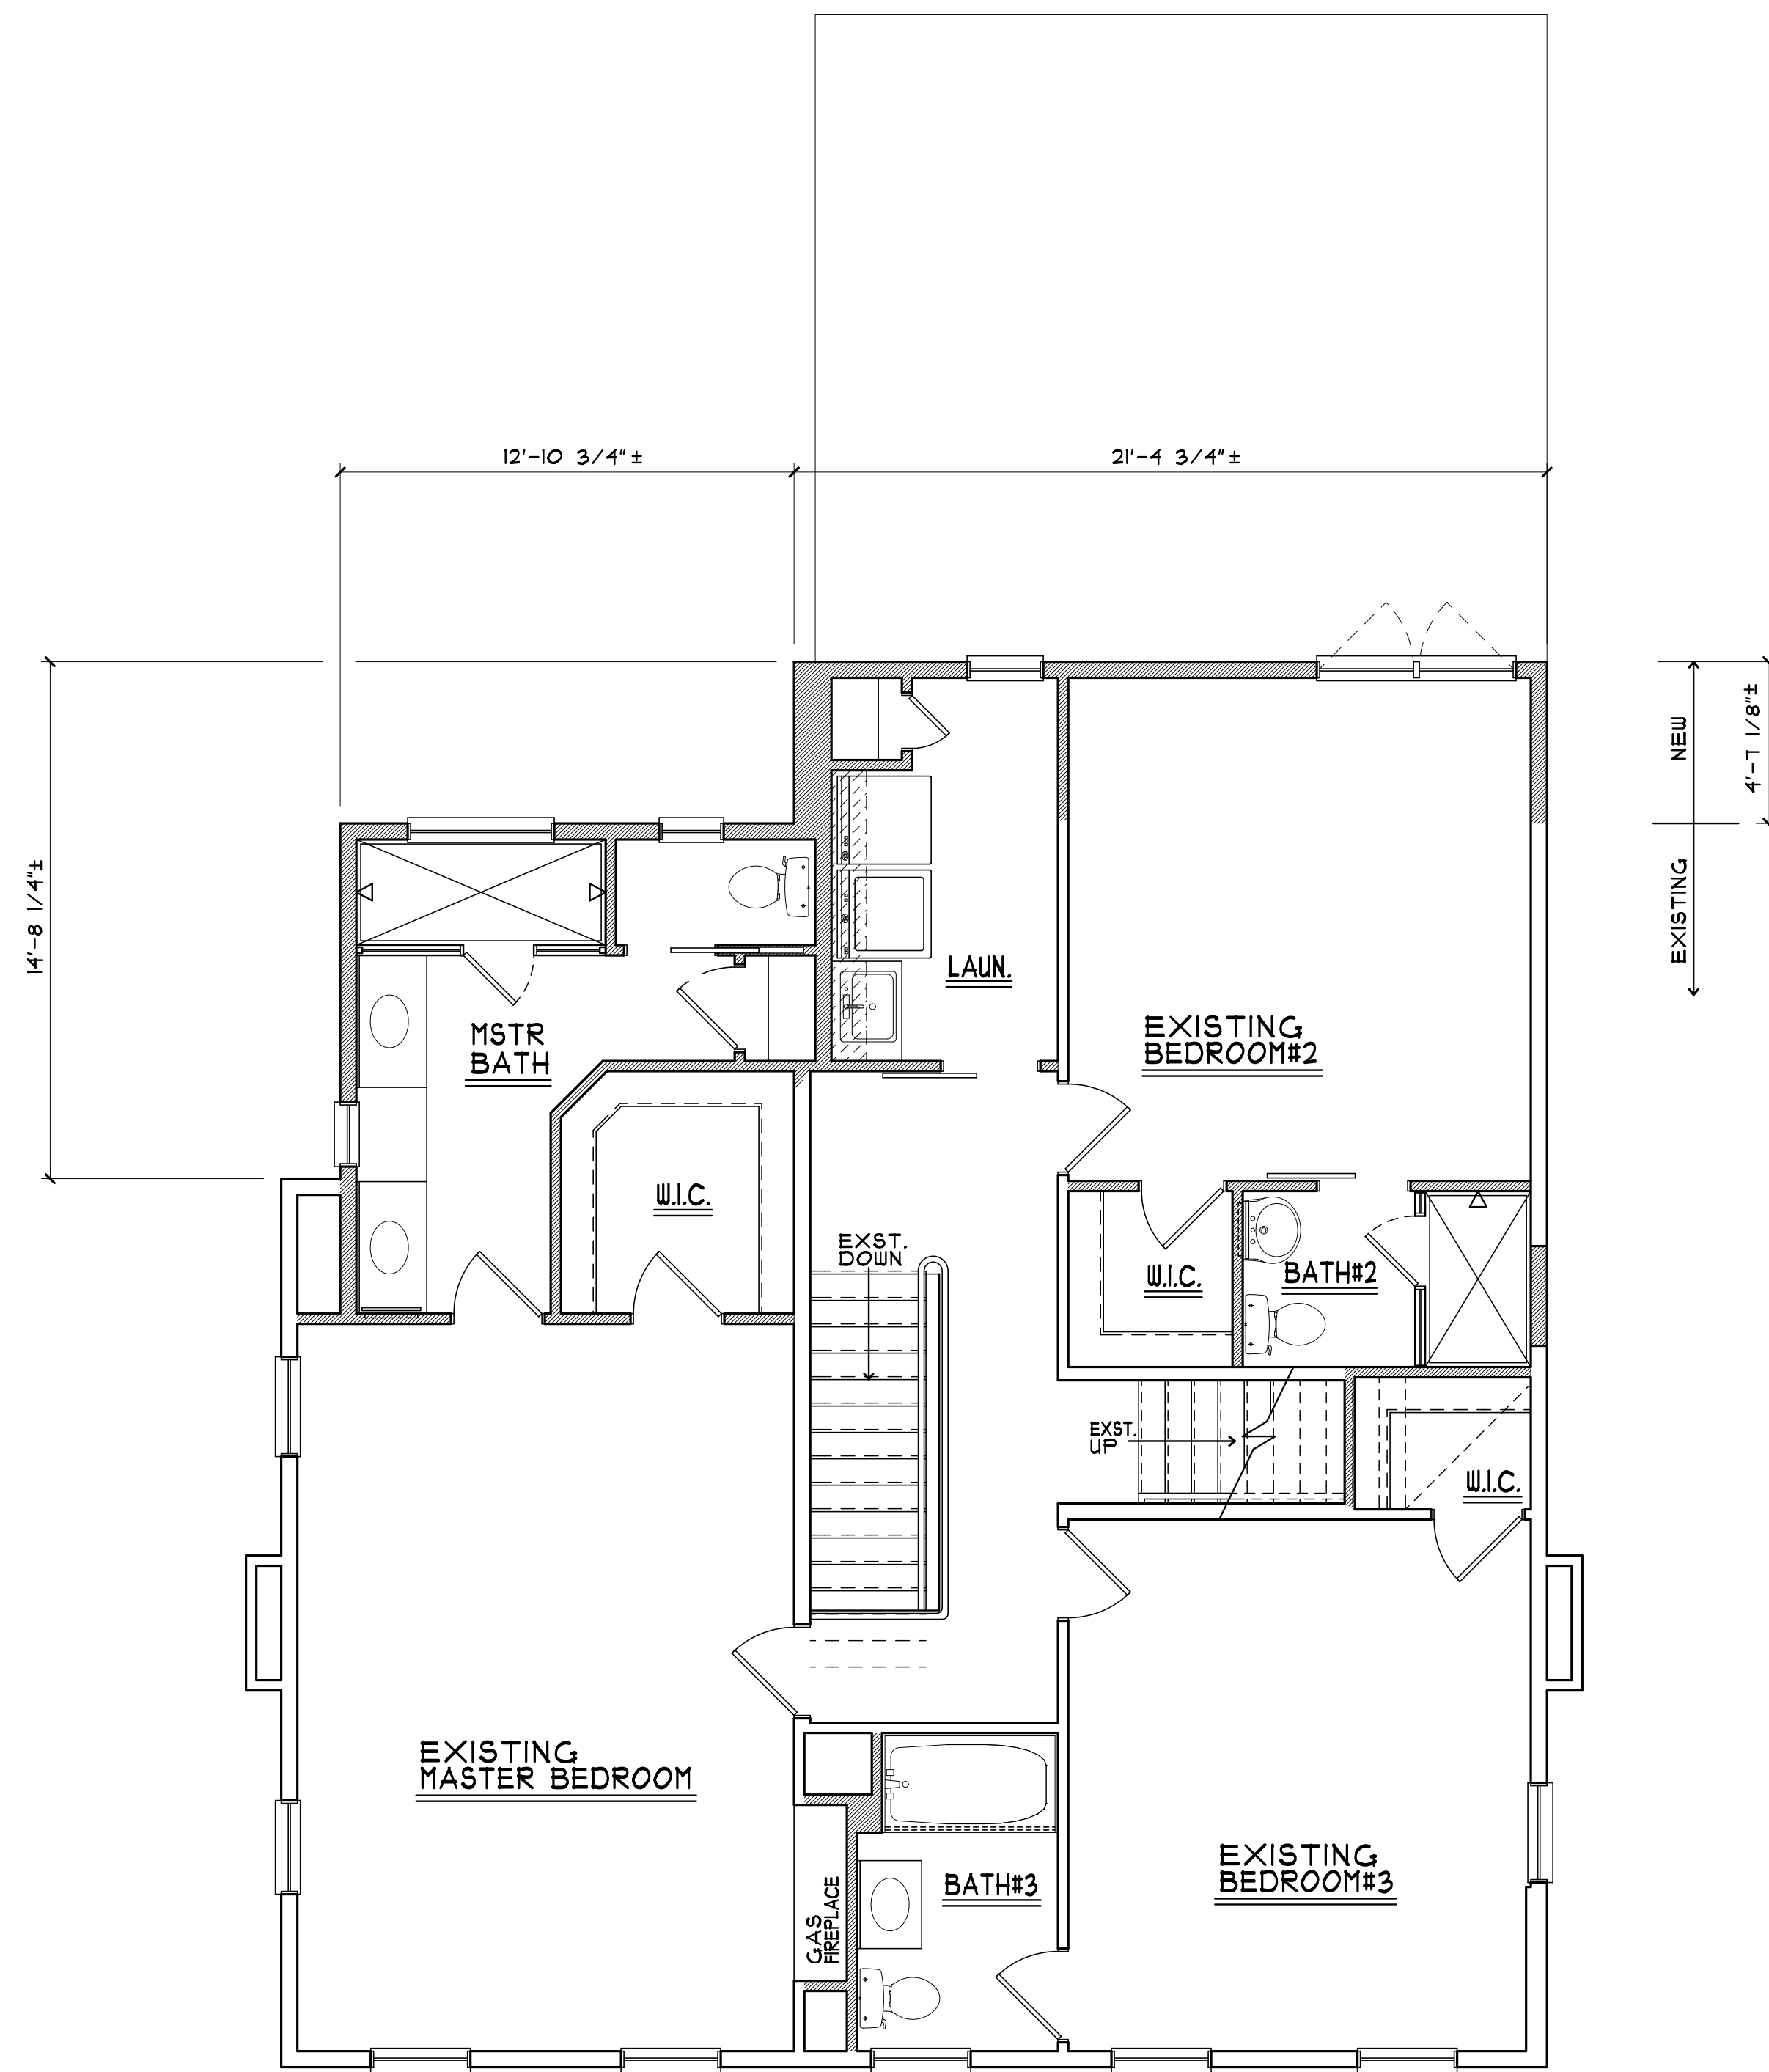 12'-10 3/4"±
21'-4 3/4"±
14'-8 1/4"±
NEW
4'-7 1/8"±
EXISTING
LAUN.
MSTR
BATH
EXISTING
BEDROOM#2
W.I.C.
EXST.
DOWN
W.I.C.
BATH#2
EXST.
UP
W.I.C.
EXISTING
MASTER BEDROOM
GAS
FIREPLACE
BATH#3
EXISTING
BEDROOM#3